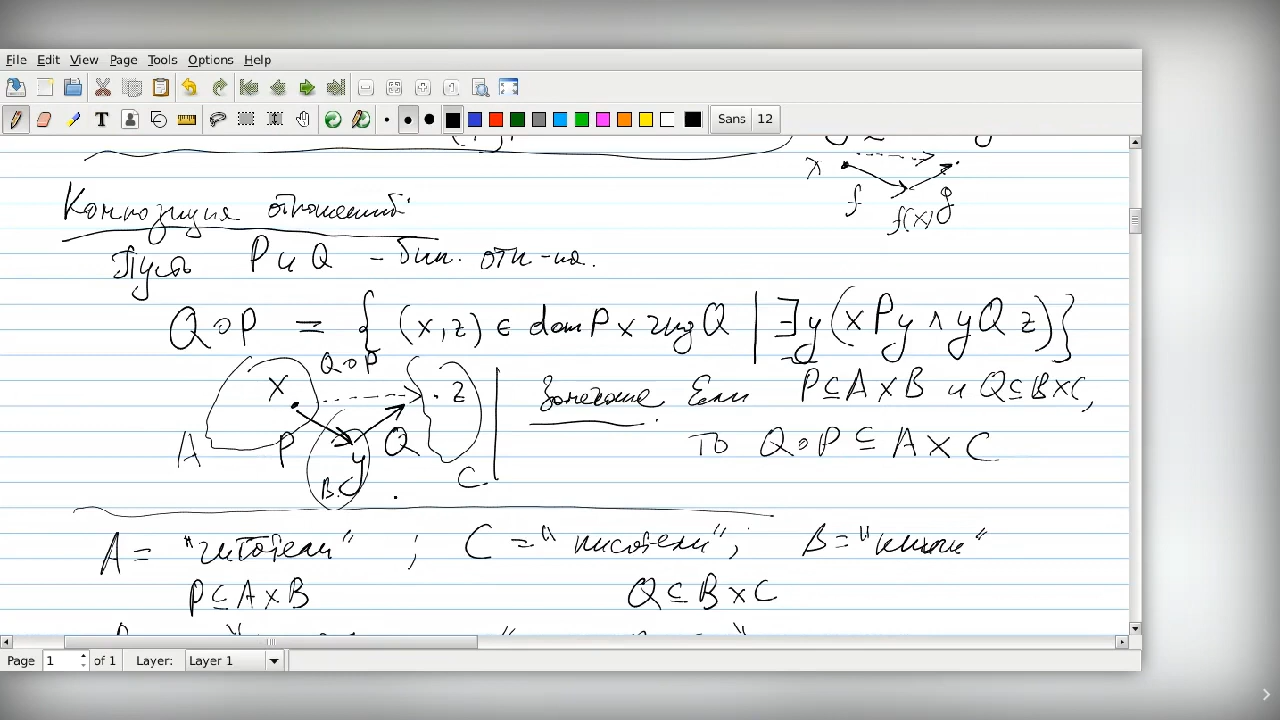 File Edit View Page Tools Options Help
Sans 12
x
f
f(x)
g
Композиция отношений
Пусть P и Q – бин. отн-ия.
Q∘P = { (x,z) ∈ dom P × rng Q | ∃y (xPy ∧ yQz) }
Q∘P
x z
A P y Q C
B
Замечание Если P⊆A×B и Q⊆B×C,
то Q∘P ⊆ A × C
A = "читатели" ; C = "писатели"; B = "книги"
P⊆A×B Q⊆B×C
Page 1 of 1 Layer: Layer 1